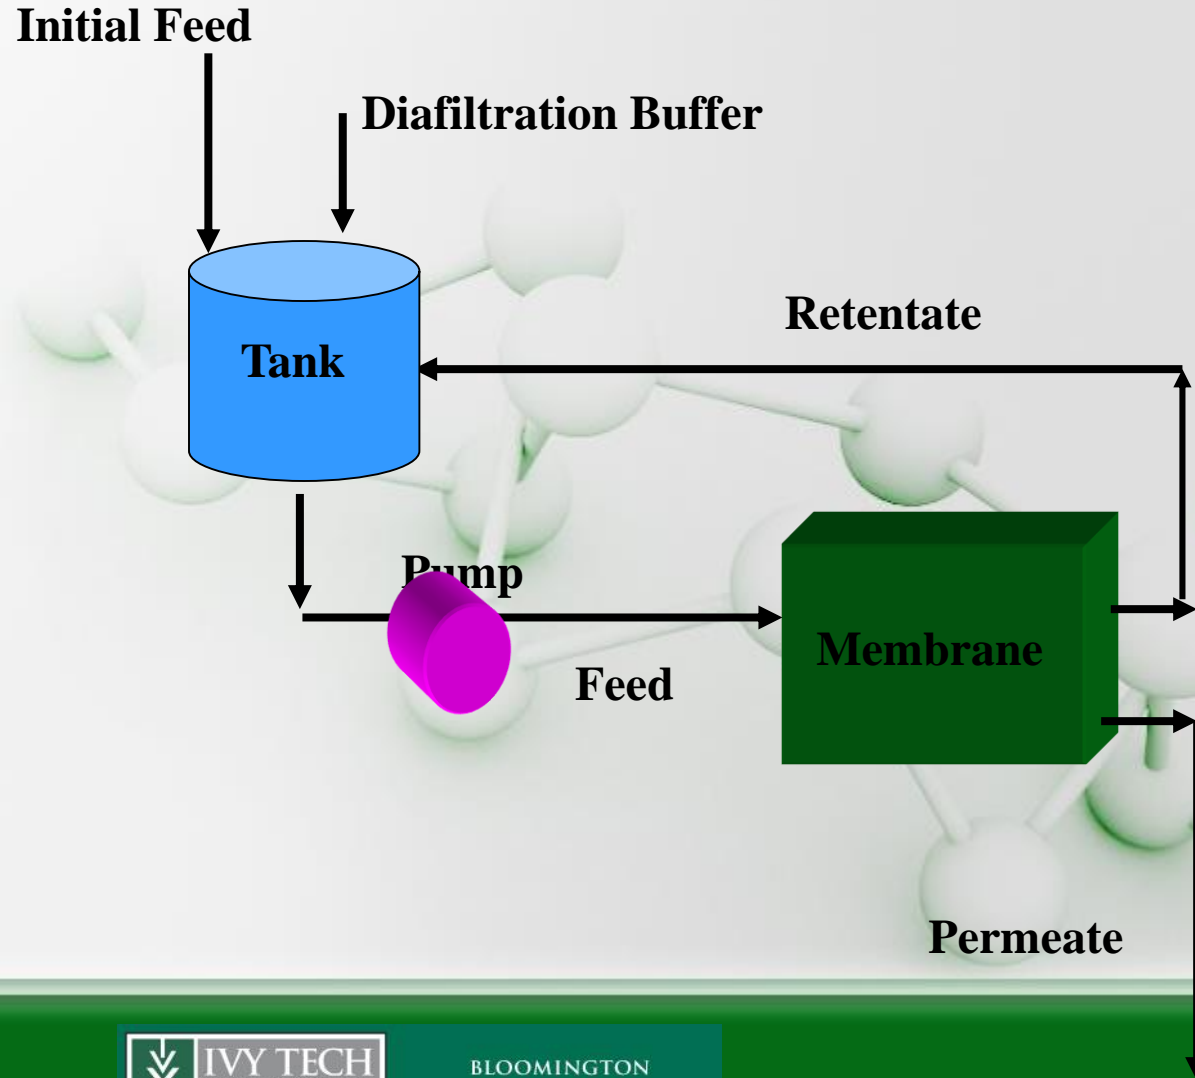 Initial Feed
Diafiltration Buffer
Retentate
Tank
Pump
Membrane
Feed
Permeate
IVY TECH
BLOOMINGTON